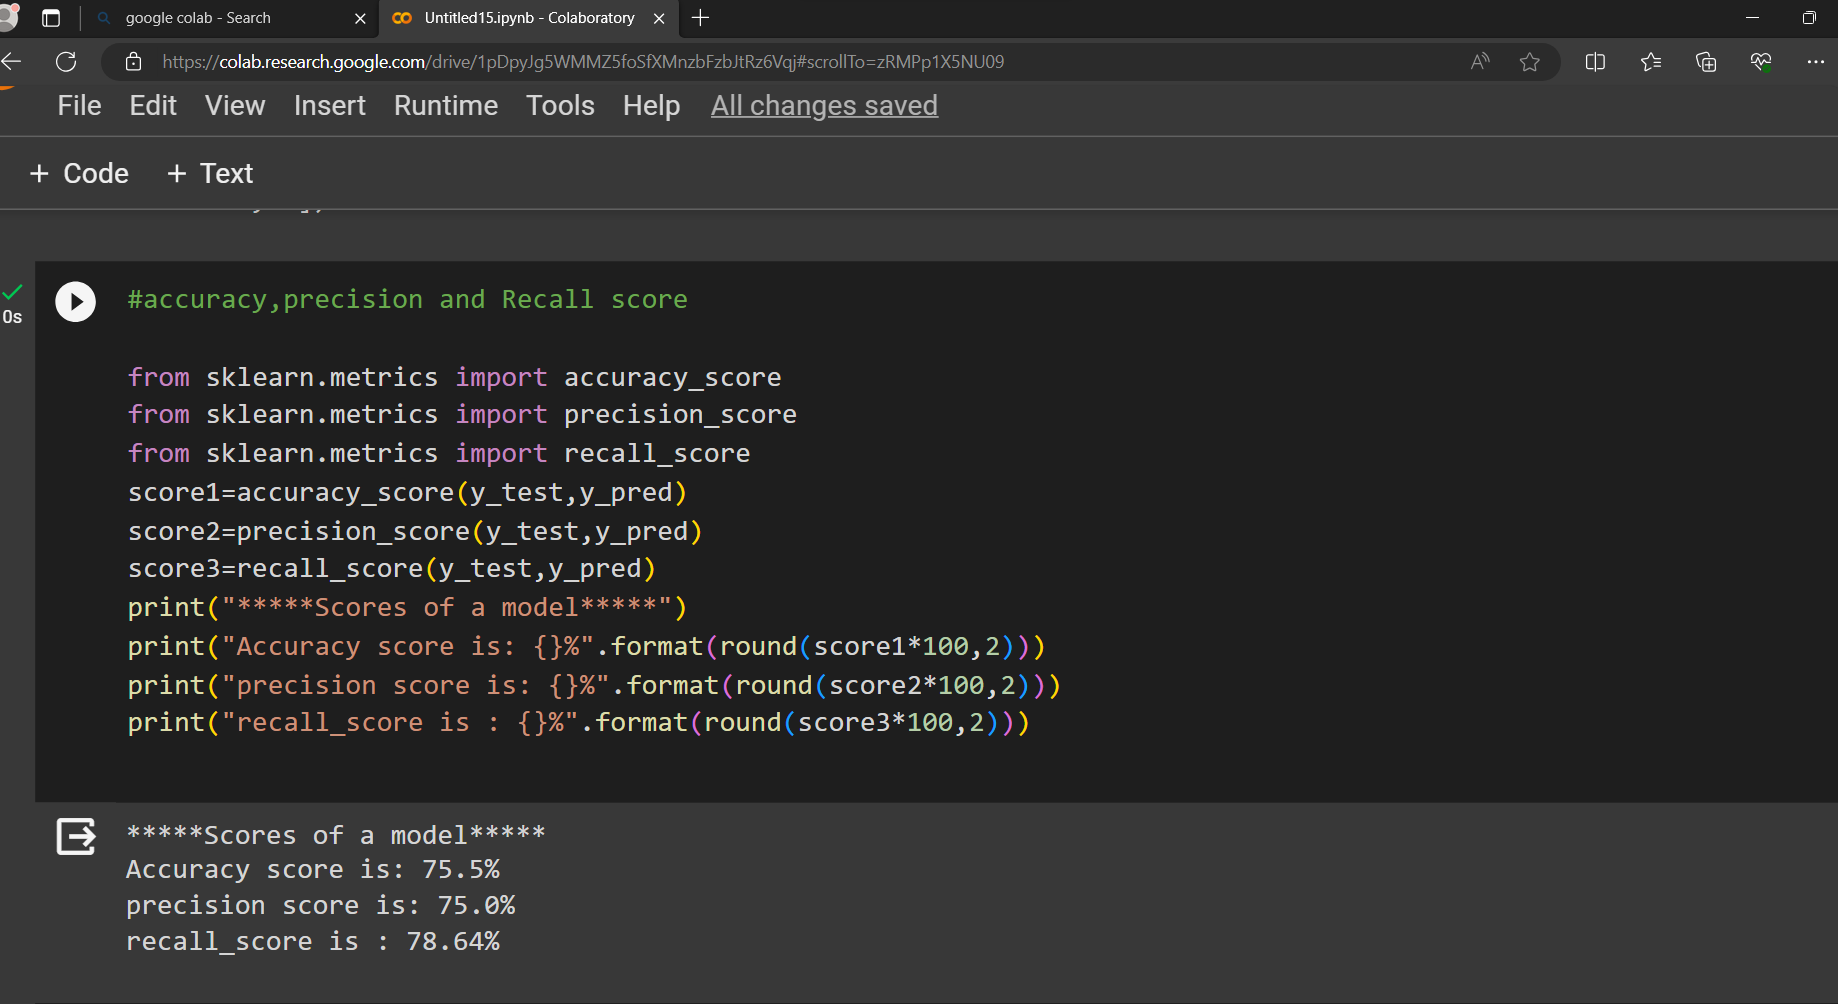 google colab - Search
Untitled15.ipynb - Colaboratory
https://colab.research.google.com/drive/1pDpyJg5WMMZ5foSfXMnzbFzbJtRz6Vqj#scrollTo=zRMPp1X5NU09
File Edit View Insert Runtime Tools Help All changes saved
+ Code + Text
0s
#accuracy,precision and Recall score
from sklearn.metrics import accuracy_score
from sklearn.metrics import precision_score
from sklearn.metrics import recall_score
score1=accuracy_score(y_test,y_pred)
score2=precision_score(y_test,y_pred)
score3=recall_score(y_test,y_pred)
print("*****Scores of a model*****")
print("Accuracy score is: {}%".format(round(score1*100,2)))
print("precision score is: {}%".format(round(score2*100,2)))
print("recall_score is : {}%".format(round(score3*100,2)))
*****Scores of a model*****
Accuracy score is: 75.5%
precision score is: 75.0%
recall_score is : 78.64%